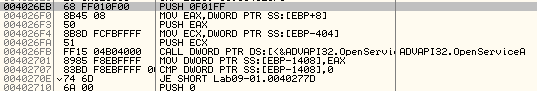 004026EB 68 FF010F00 PUSH 0F01FF
004026F0 8B45 08 MOV EAX,DWORD PTR SS:[EBP+8]
004026F3 50 PUSH EAX
004026F4 8B8D FCFBFFFF MOV ECX,DWORD PTR SS:[EBP-404]
004026FA 51 PUSH ECX
004026FB FF15 04B04000 CALL DWORD PTR DS:[<&ADVAPI32.OpenServic ADVAPI32.OpenServiceA
00402701 8985 F8EBFFFF MOV DWORD PTR SS:[EBP-1408],EAX
00402707 83BD F8EBFFFF 00 CMP DWORD PTR SS:[EBP-1408],0
0040270E 74 6D JE SHORT Lab09-01.0040277D
00402710 6A 00 PUSH 0